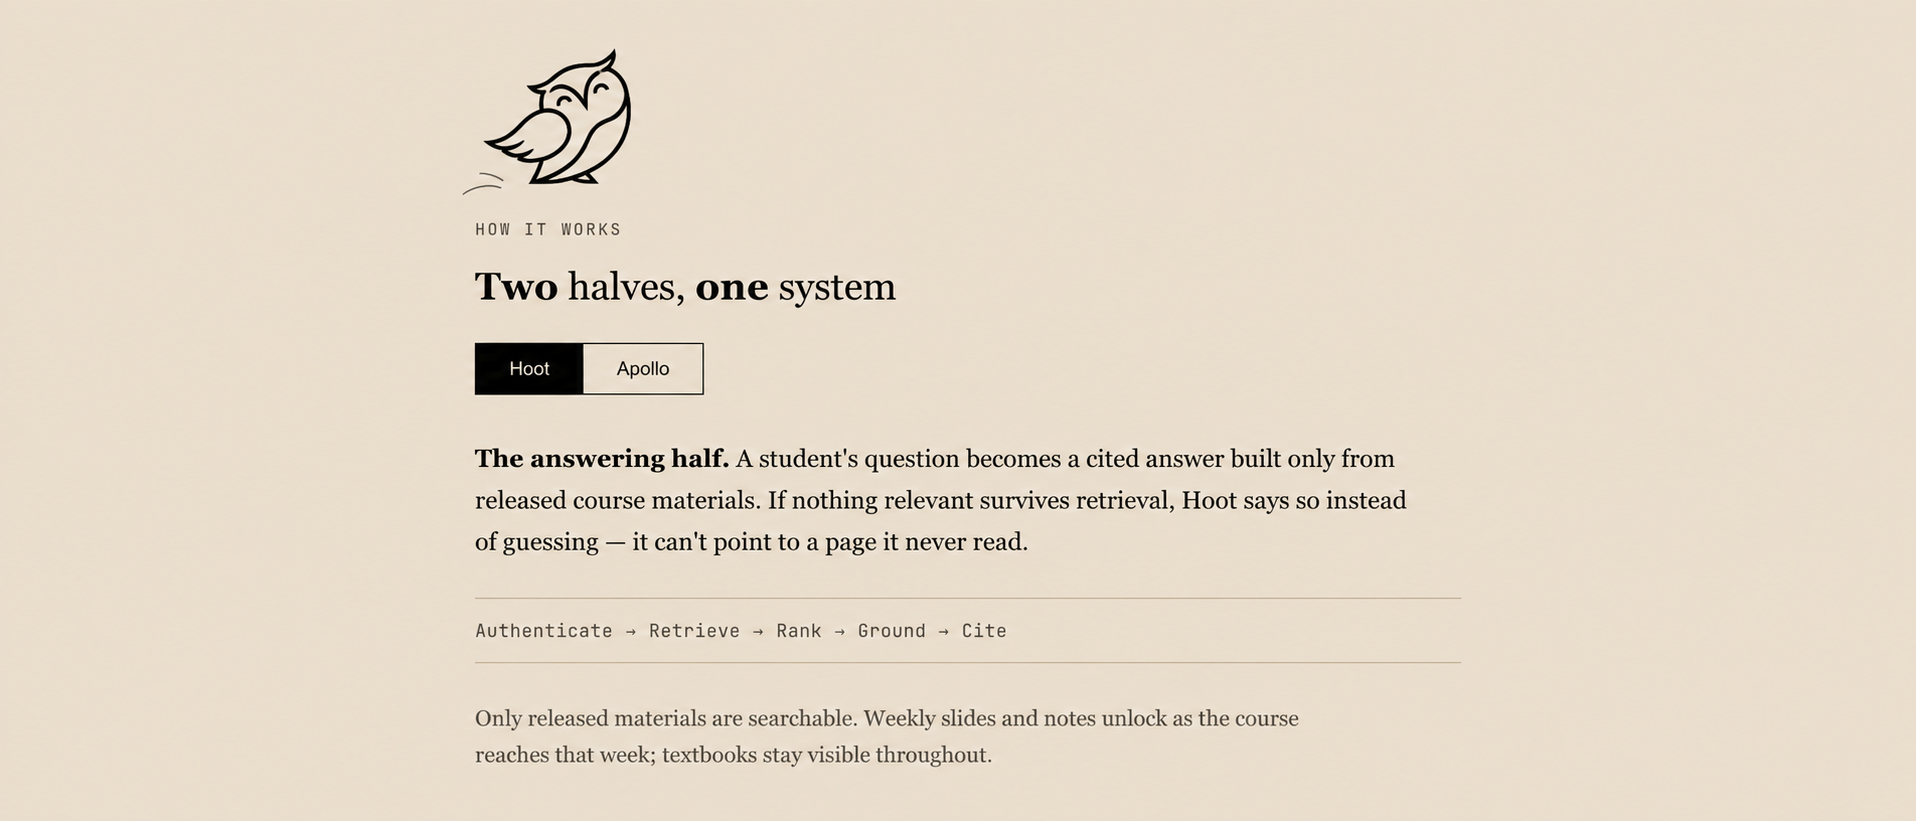 HOW IT WORKS
Two halves, one system
Hoot
Apollo
The answering half. A student's question becomes a cited answer built only from
released course materials. If nothing relevant survives retrieval, Hoot says so instead
of guessing — it can't point to a page it never read.
Authenticate → Retrieve → Rank → Ground → Cite
Only released materials are searchable. Weekly slides and notes unlock as the course
reaches that week; textbooks stay visible throughout.